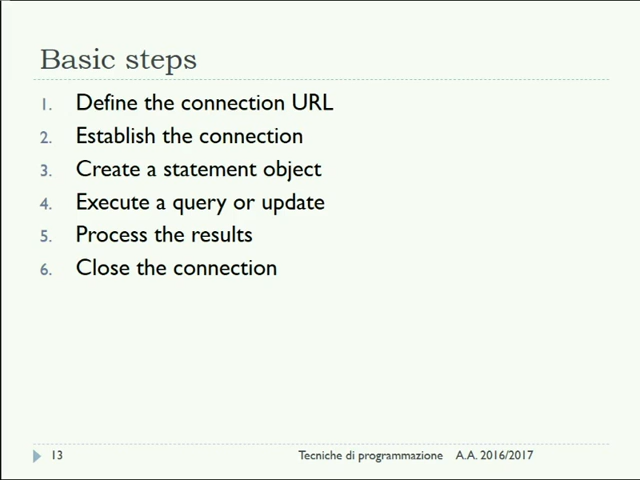 Basic steps
1. Define the connection URL
2. Establish the connection
3. Create a statement object
4. Execute a query or update
5. Process the results
6. Close the connection
13 Tecniche di programmazione A.A. 2016/2017